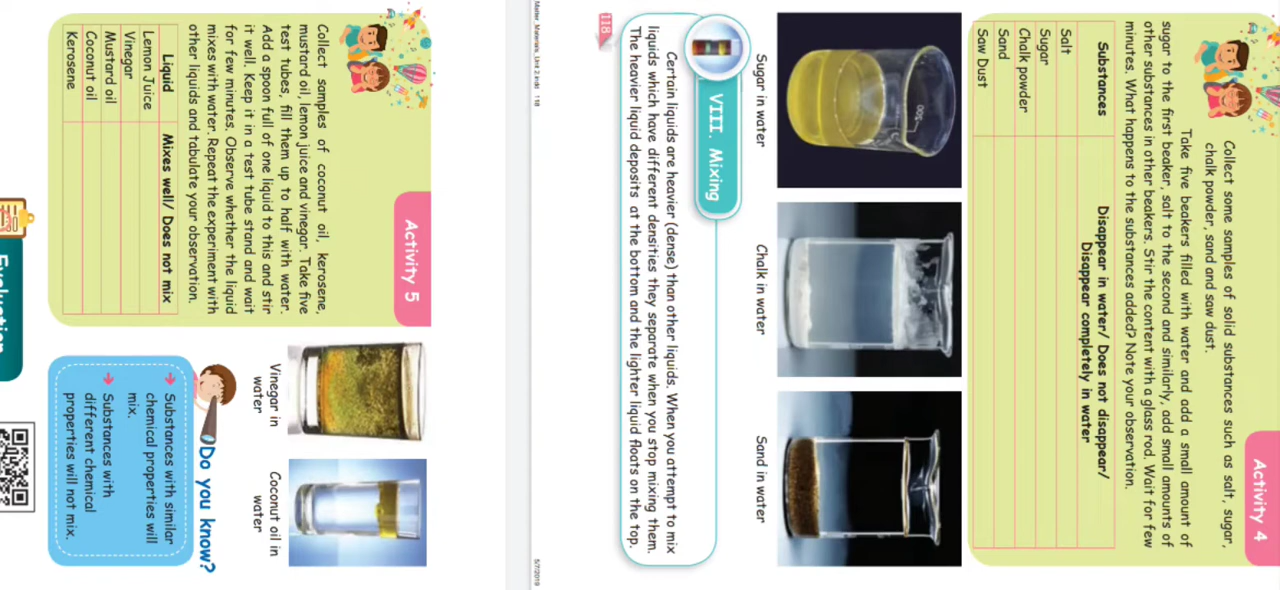 Activity 4
Collect some samples of solid substances such as salt, sugar,
chalk powder, sand and saw dust.
Take five beakers filled with water and add a small amount of
sugar to the first beaker, salt to the second and similarly, add small amounts of
other substances in other beakers. Stir the content with a glass rod. Wait for few
minutes. What happens to the substances added? Note your observation.
Substances
Disappear in water/ Does not disappear/
Disappear completely in water
Salt
Sugar
Chalk powder
Sand
Saw Dust
Sugar in water
Chalk in water
Sand in water
VIII. Mixing
Certain liquids are heavier (dense) than other liquids. When you attempt to mix
liquids which have different densities they separate when you stop mixing them.
The heavier liquid deposits at the bottom and the lighter liquid floats on the top.
118
Master_Materials_Unit 2.indd 118
5/7/2019
Activity 5
Collect samples of coconut oil, kerosene,
mustard oil, lemon juice and vinegar. Take five
test tubes, fill them up to half with water.
Add a spoon full of one liquid to this and stir
it well. Keep it in a test tube stand and wait
for few minutes. Observe whether the liquid
mixes with water. Repeat the experiment with
other liquids and tabulate your observation.
Liquid
Mixes well/ Does not mix
Lemon Juice
Vinegar
Mustard oil
Coconut oil
Kerosene
Vinegar in
water
Coconut oil in
water
Do you know?
Substances with similar
chemical properties will
mix.
Substances with
different chemical
properties will not mix.
Evaluation